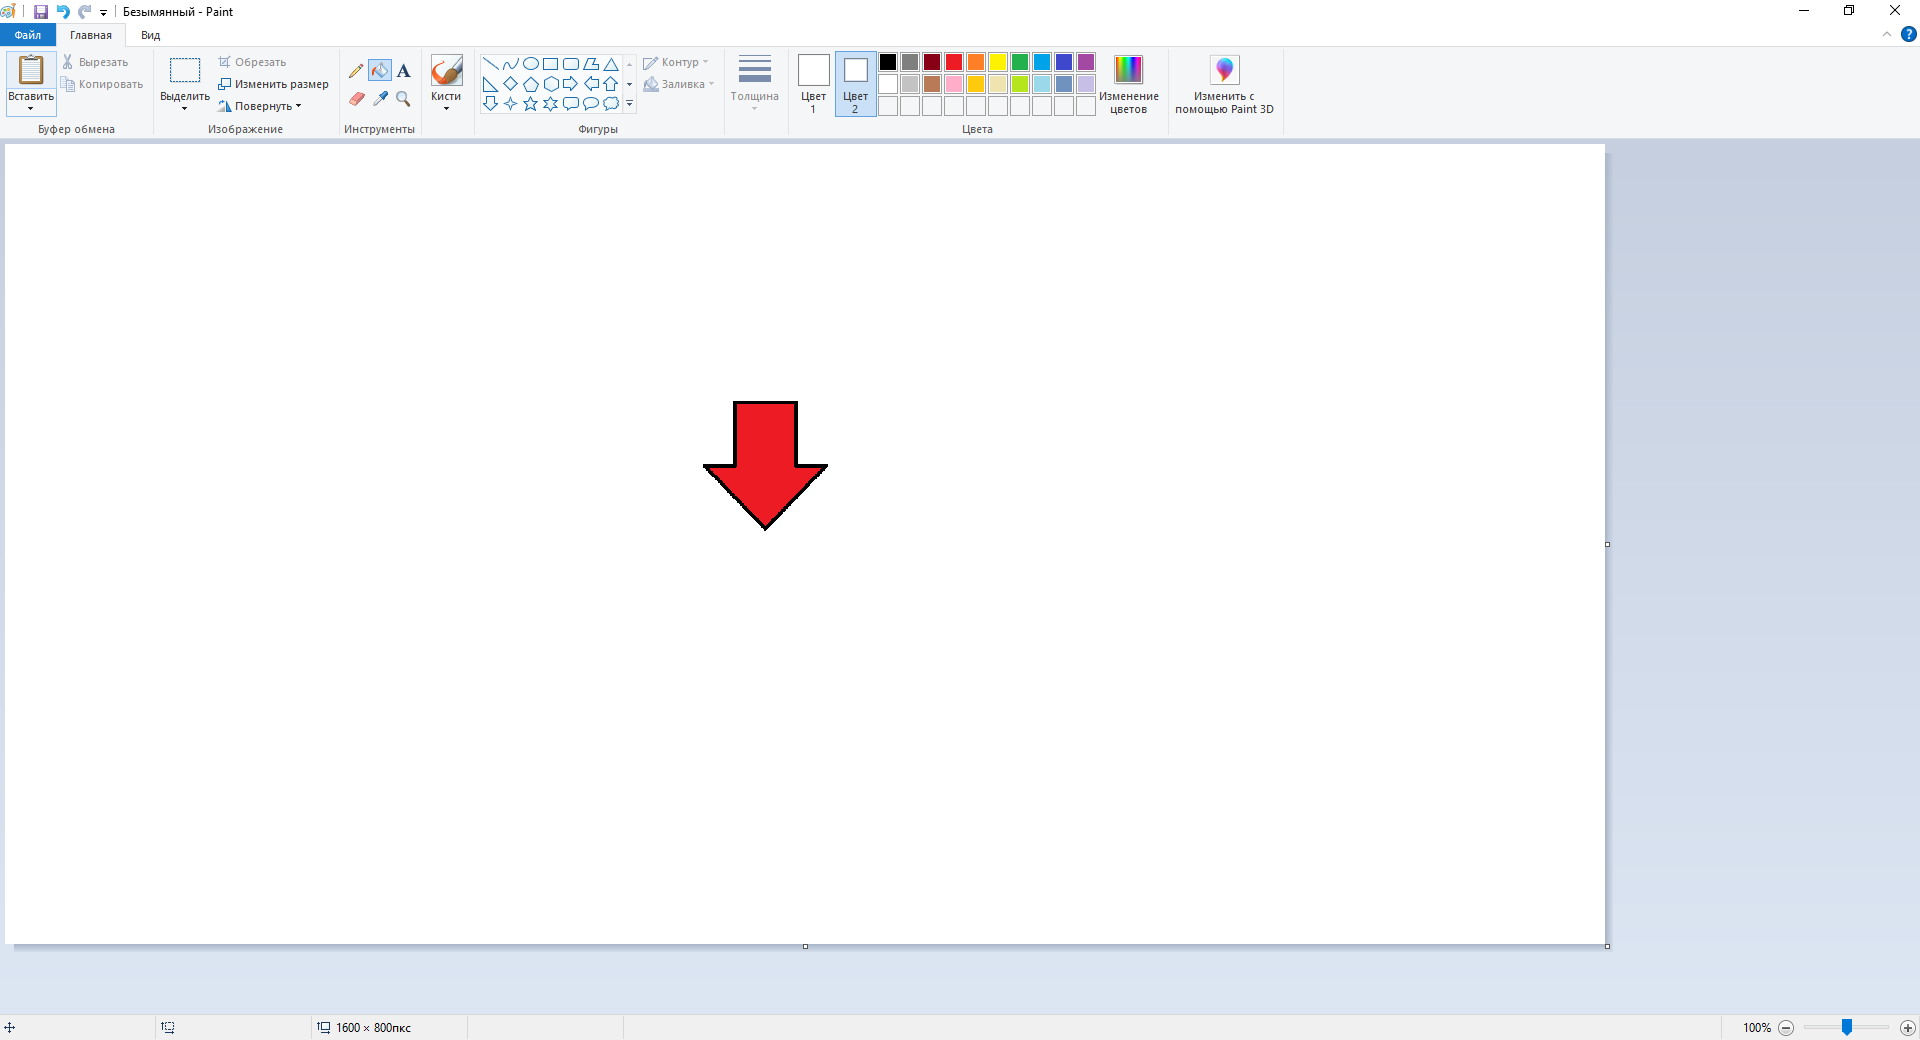 Безымянный - Paint
Файл
Главная
Вид
Вставить
Вырезать
Копировать
Буфер обмена
Выделить
Обрезать
Изменить размер
Повернуть
Изображение
A
Инструменты
Кисти
Фигуры
Контур
Заливка
Толщина
Цвет
1
Цвет
2
Цвета
Изменение
цветов
Изменить с
помощью Paint 3D
?
1600 × 800пкс
100%